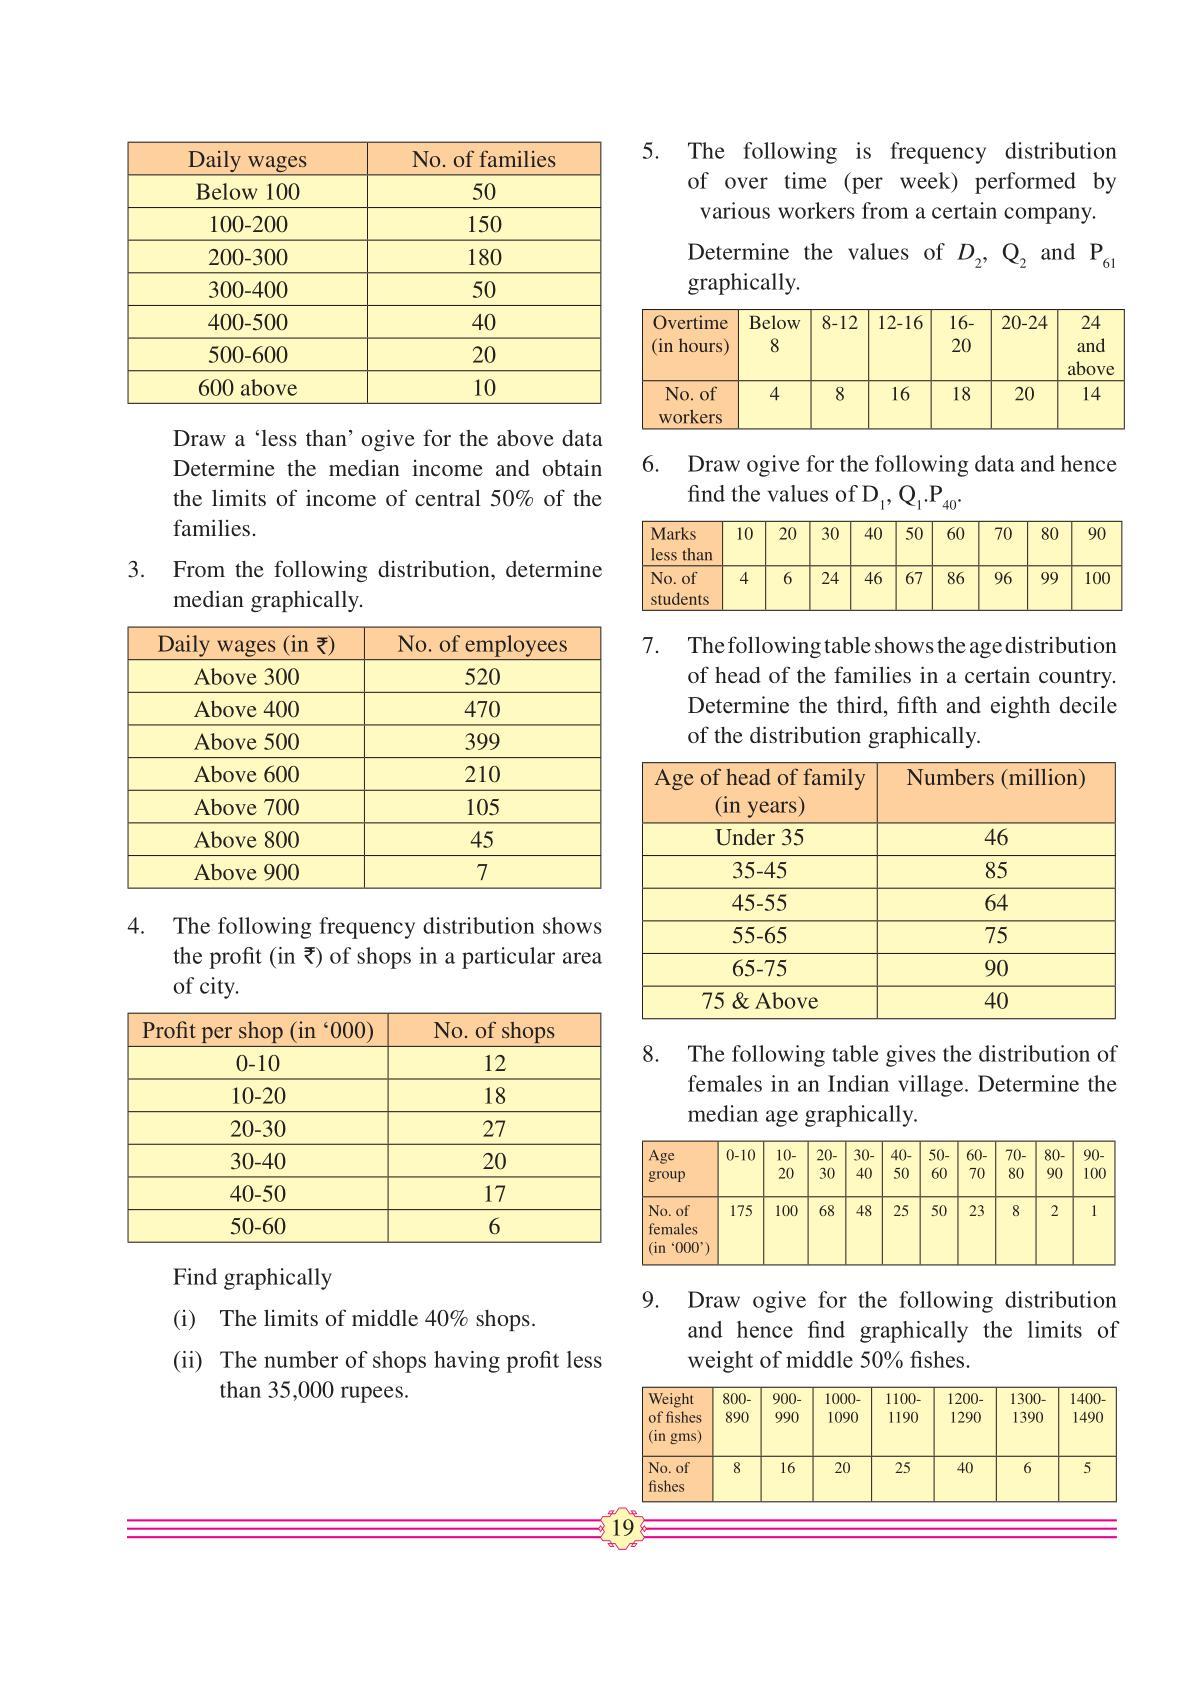 Daily wages No. of families
Below 100 50
100-200 150
200-300 180
300-400 50
400-500 40
500-600 20
600 above 10
Draw a ‘less than’ ogive for the above data
Determine the median income and obtain
the limits of income of central 50% of the
families.
3. From the following distribution, determine
median graphically.
Daily wages (in ₹) No. of employees
Above 300 520
Above 400 470
Above 500 399
Above 600 210
Above 700 105
Above 800 45
Above 900 7
4. The following frequency distribution shows
the profit (in ₹) of shops in a particular area
of city.
Profit per shop (in ‘000) No. of shops
0-10 12
10-20 18
20-30 27
30-40 20
40-50 17
50-60 6
Find graphically
(i) The limits of middle 40% shops.
(ii) The number of shops having profit less
than 35,000 rupees.
5. The following is frequency distribution
of over time (per week) performed by
various workers from a certain company.
Determine the values of D2, Q2 and P61
graphically.
Overtime Below 8-12 12-16 16- 20-24 24
(in hours) 8 20 and
above
No. of 4 8 16 18 20 14
workers
6. Draw ogive for the following data and hence
find the values of D1, Q1.P40.
Marks 10 20 30 40 50 60 70 80 90
less than
No. of 4 6 24 46 67 86 96 99 100
students
7. The following table shows the age distribution
of head of the families in a certain country.
Determine the third, fifth and eighth decile
of the distribution graphically.
Age of head of family Numbers (million)
(in years)
Under 35 46
35-45 85
45-55 64
55-65 75
65-75 90
75 & Above 40
8. The following table gives the distribution of
females in an Indian village. Determine the
median age graphically.
Age 0-10 10- 20- 30- 40- 50- 60- 70- 80- 90-
group 20 30 40 50 60 70 80 90 100
No. of 175 100 68 48 25 50 23 8 2 1
females
(in ‘000’)
9. Draw ogive for the following distribution
and hence find graphically the limits of
weight of middle 50% fishes.
Weight 800- 900- 1000- 1100- 1200- 1300- 1400-
of fishes 890 990 1090 1190 1290 1390 1490
(in gms)
No. of 8 16 20 25 40 6 5
fishes
19